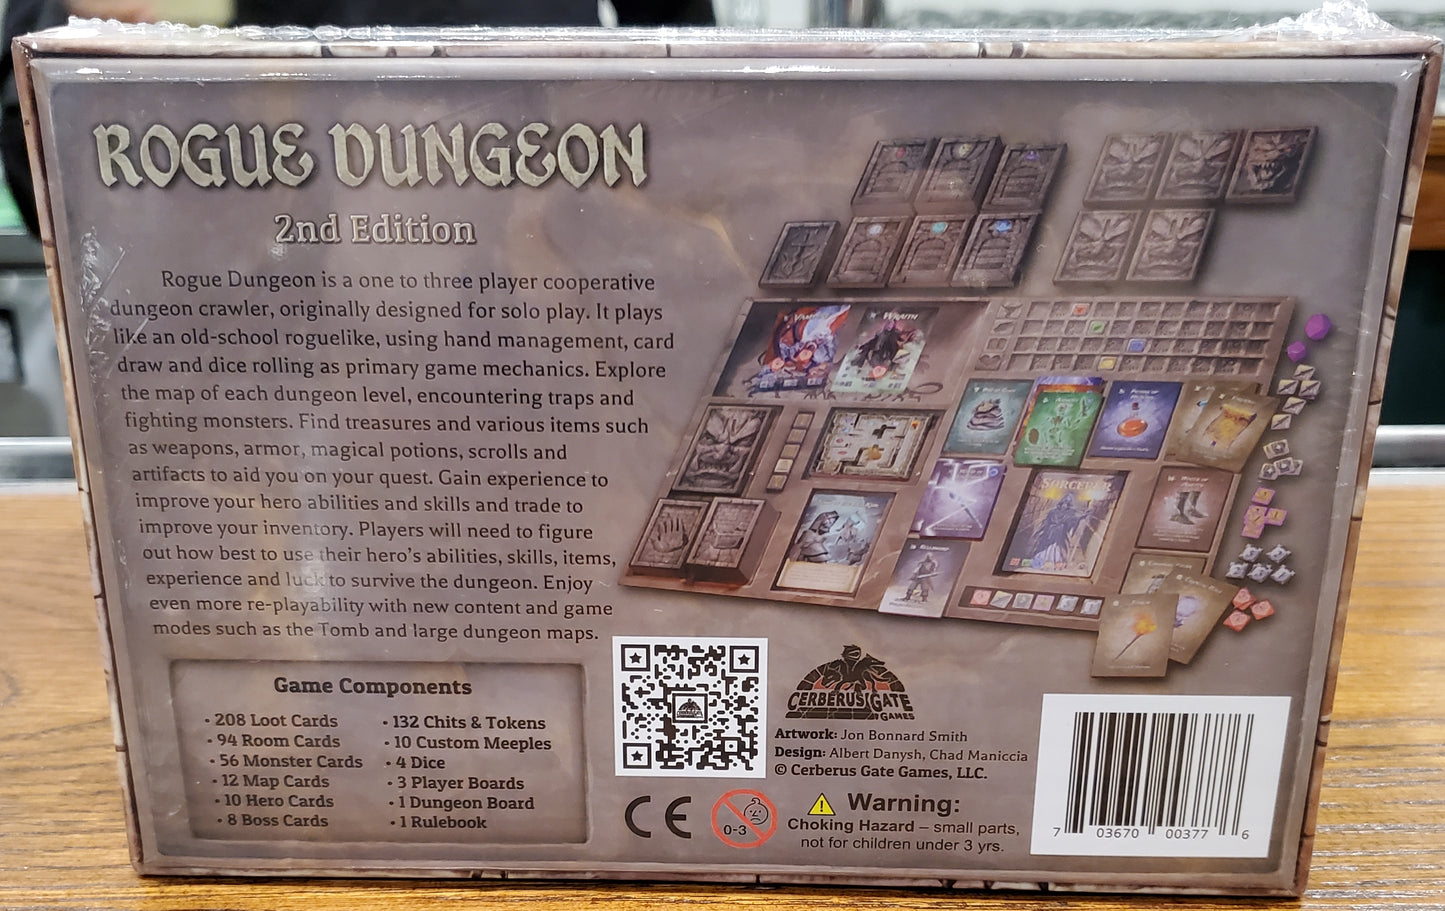 ROGUE DUNGEON
2nd Edition
Rogue Dungeon is a one to three player cooperative
dungeon crawler, originally designed for solo play. It plays
like an old-school roguelike, using hand management, card
draw and dice rolling as primary game mechanics. Explore
the map of each dungeon level, encountering traps and
fighting monsters. Find treasures and various items such
as weapons, armor, magical potions, scrolls and
artifacts to aid you on your quest. Gain experience to
improve your hero abilities and skills and trade to
improve your inventory. Players will need to figure
out how best to use their hero's abilities, skills, items,
experience and luck to survive the dungeon. Enjoy
even more re-playability with new content and game
modes such as the Tomb and large dungeon maps.
WRAITH
SORCERER
Game Components
• 208 Loot Cards
• 94 Room Cards
• 56 Monster Cards
• 12 Map Cards
• 10 Hero Cards
• 8 Boss Cards
• 132 Chits & Tokens
• 10 Custom Meeples
• 4 Dice
• 3 Player Boards
• 1 Dungeon Board
• 1 Rulebook
CERBERUS GATE
GAMES
Artwork: Jon Bonnard Smith
Design: Albert Danysh, Chad Maniccia
© Cerberus Gate Games, LLC.
CE
0-3
Warning:
Choking Hazard – small parts,
not for children under 3 yrs.
7 03670 00377 6